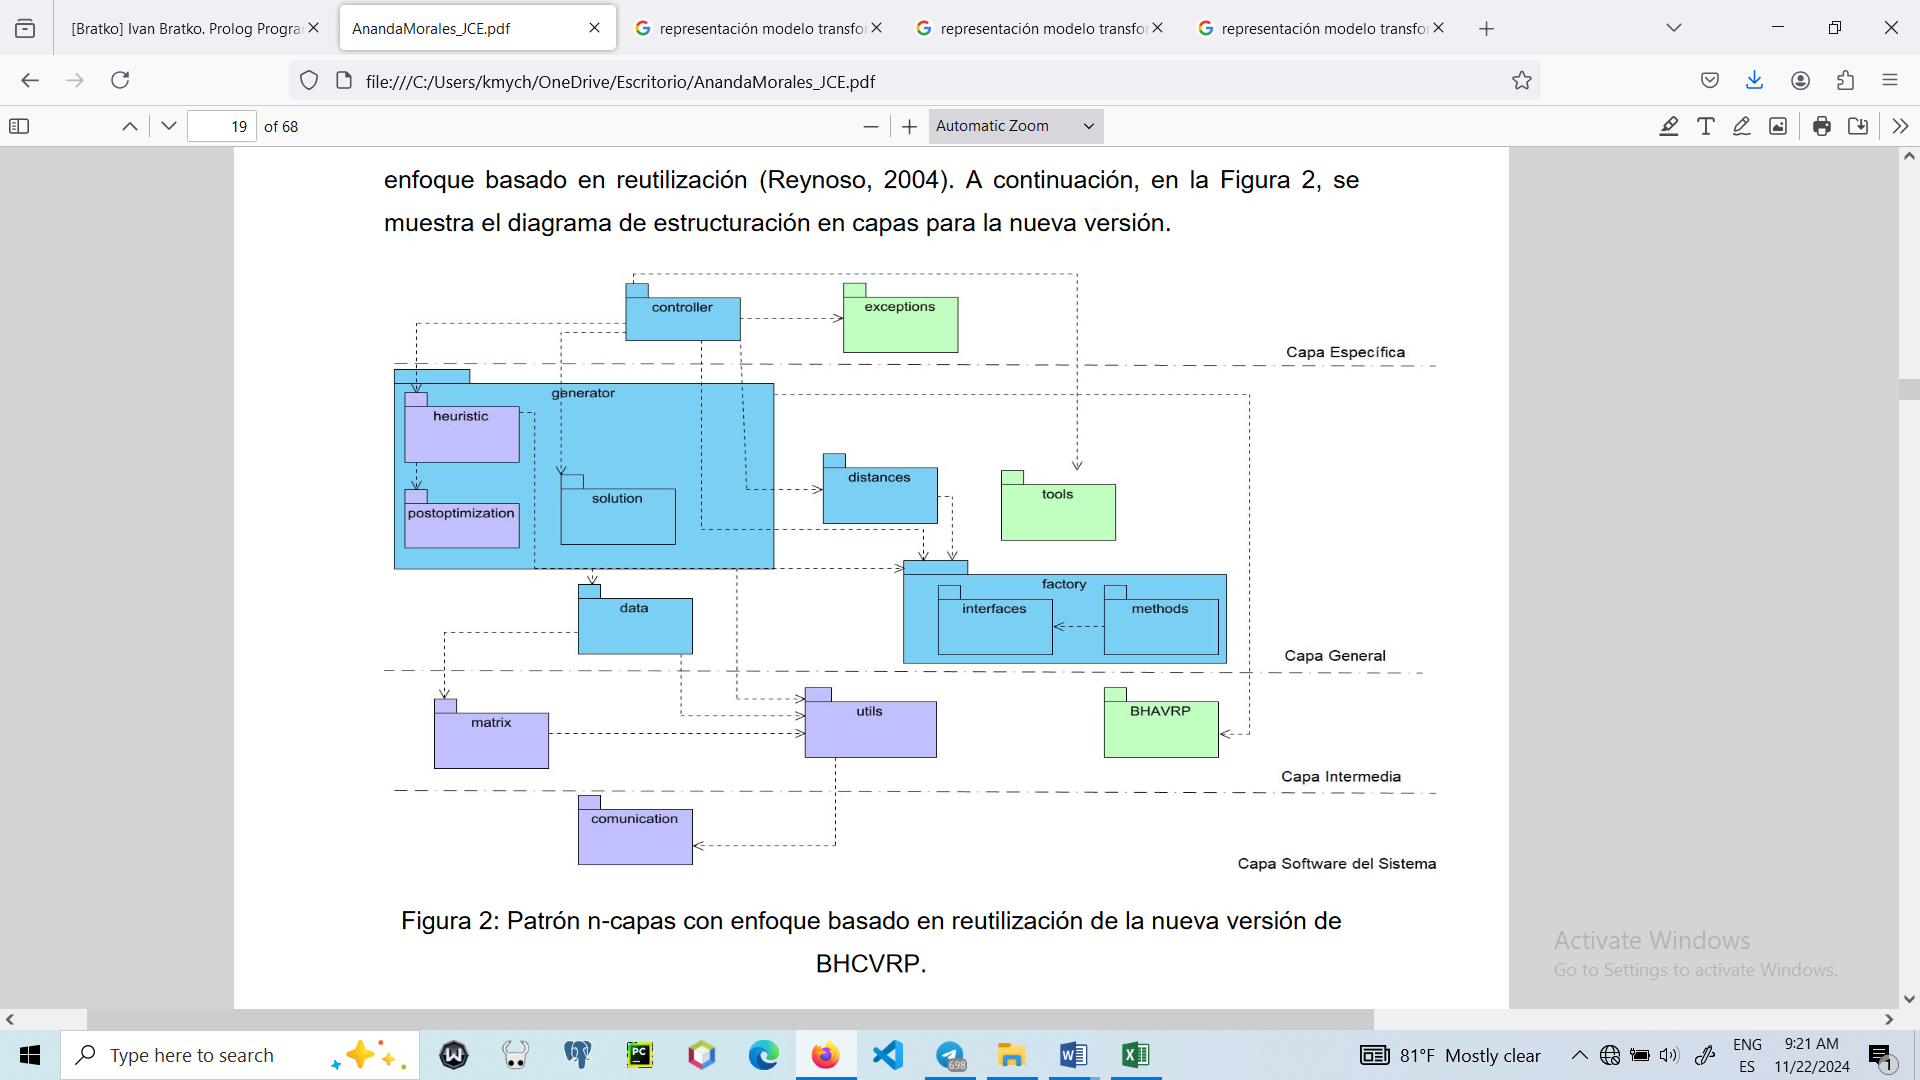 [Bratko] Ivan Bratko. Prolog Progra
AnandaMorales_JCE.pdf
representación modelo transfo
representación modelo transfo
representación modelo transfo
file:///C:/Users/kmych/OneDrive/Escritorio/AnandaMorales_JCE.pdf
19 of 68
Automatic Zoom
enfoque basado en reutilización (Reynoso, 2004). A continuación, en la Figura 2, se
muestra el diagrama de estructuración en capas para la nueva versión.
controller
exceptions
Capa Específica
generator
heuristic
postoptimization
solution
distances
tools
factory
interfaces
methods
data
Capa General
matrix
utils
BHAVRP
Capa Intermedia
comunication
Capa Software del Sistema
Figura 2: Patrón n-capas con enfoque basado en reutilización de la nueva versión de
BHCVRP.
Activate Windows
Go to Settings to activate Windows.
Type here to search
W
PC
698
81°F Mostly clear
ENG
ES
9:21 AM
11/22/2024
1